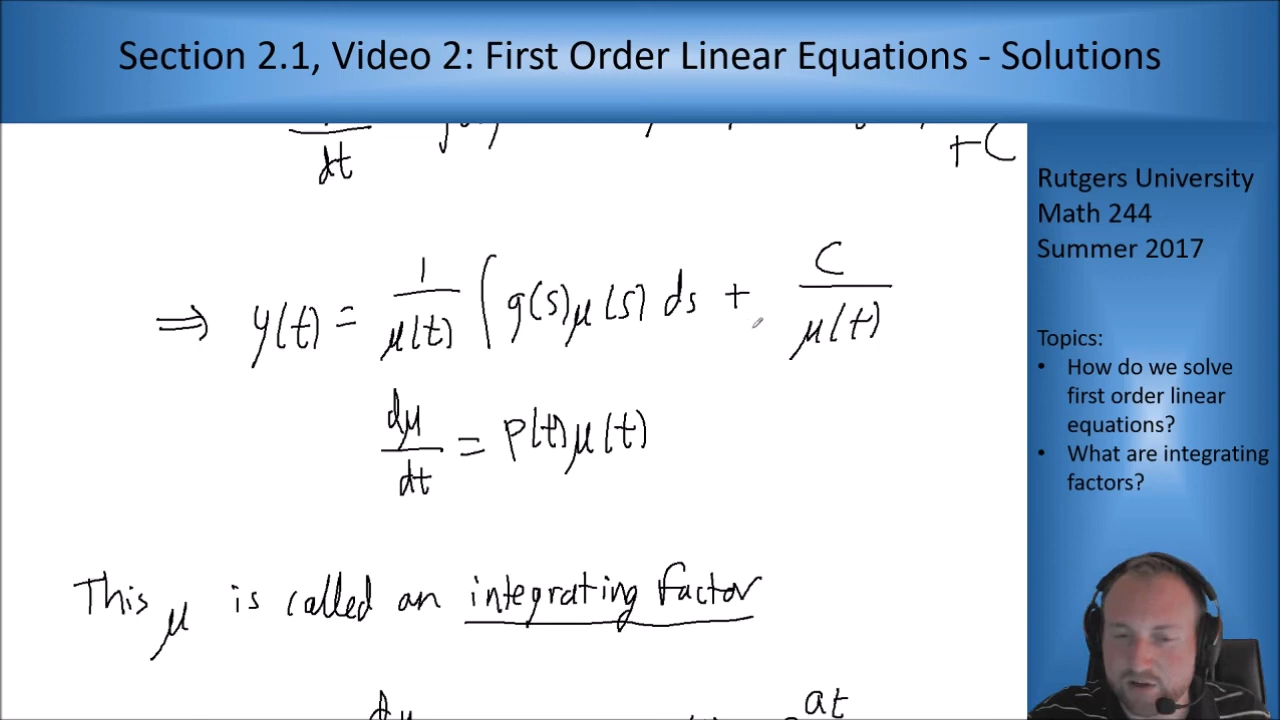 Section 2.1, Video 2: First Order Linear Equations - Solutions
dt
+C
⟹ y(t) = 1/μ(t) ∫ g(s)μ(s) ds + C/μ(t)
dμ/dt = p(t)μ(t)
This μ is called an integrating factor
dμ
at
Rutgers University
Math 244
Summer 2017
Topics:
• How do we solve
first order linear
equations?
• What are integrating
factors?